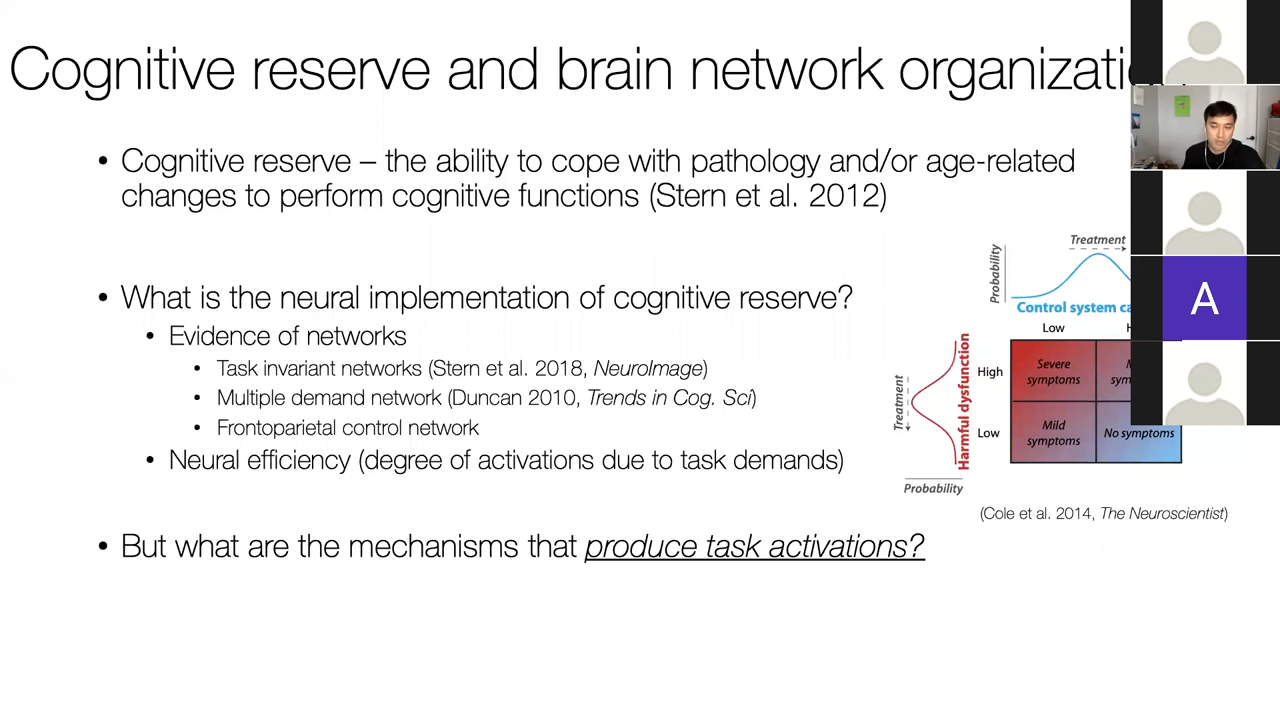 Cognitive reserve and brain network
• Cognitive reserve – the ability to cope with pathology and/or age-related
changes to perform cognitive functions (Stern et al. 2012)
• What is the neural implementation of cognitive reserve?
• Evidence of networks
• Task invariant networks (Stern et al. 2018, NeuroImage)
• Multiple demand network (Duncan 2010, Trends in Cog. Sci)
• Frontoparietal control network
• Neural efficiency (degree of activations due to task demands)
• But what are the mechanisms that produce task activations?
Treatment
Probability
Control system
Low
Harmful dysfunction
Treatment
Probability
High
Low
Severe
symptoms
Mild
symptoms
No symptoms
(Cole et al. 2014, The Neuroscientist)
A